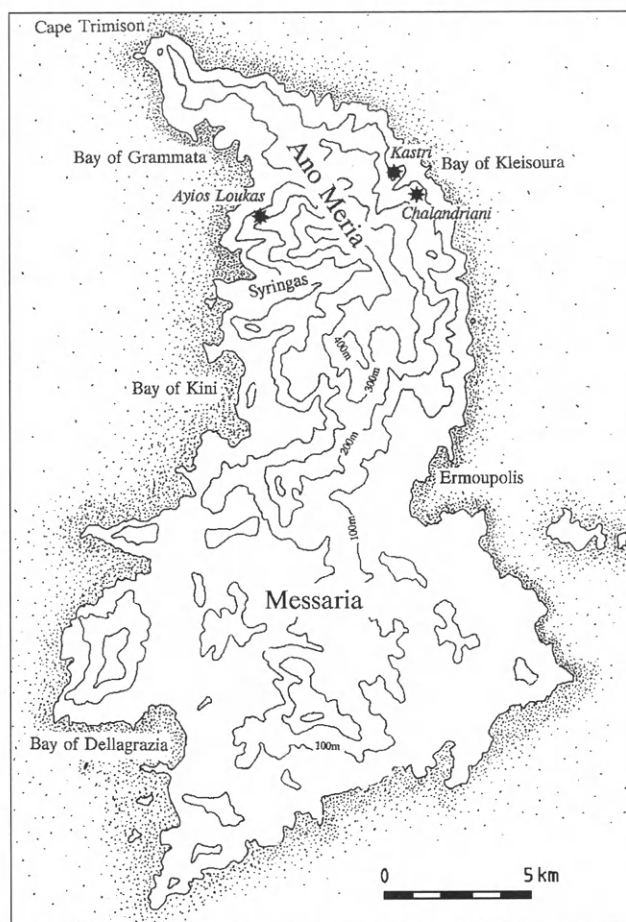 Cape Trimison
Bay of Grammata
Ano Meria
Kastri
Bay of Kleisoura
Ayios Loukas
Chalandriani
Syringas
400m
300m
Bay of Kini
200m
Ermoupolis
100m
Messaria
Bay of Dellagrazia
100m
0 5 km